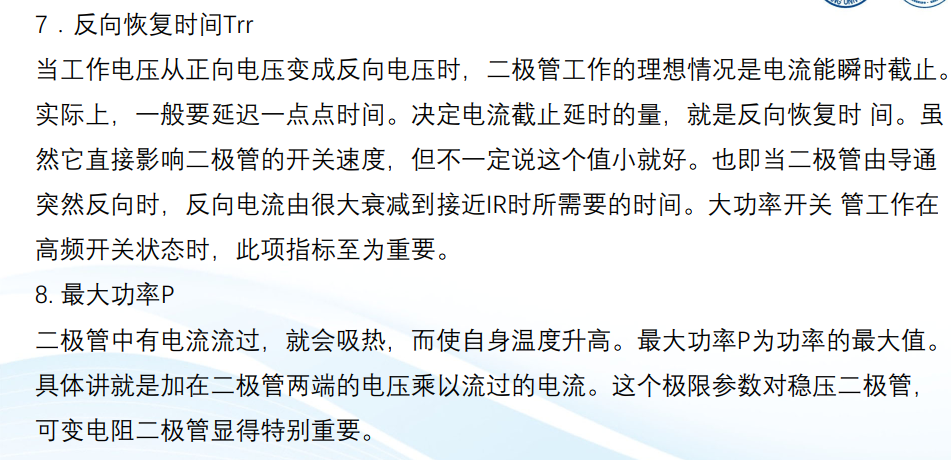 7．反向恢复时间Trr
当工作电压从正向电压变成反向电压时，二极管工作的理想情况是电流能瞬时截止。
实际上，一般要延迟一点点时间。决定电流截止延时的量，就是反向恢复时 间。虽
然它直接影响二极管的开关速度，但不一定说这个值小就好。也即当二极管由导通
突然反向时，反向电流由很大衰减到接近IR时所需要的时间。大功率开关 管工作在
高频开关状态时，此项指标至为重要。
8. 最大功率P
二极管中有电流流过，就会吸热，而使自身温度升高。最大功率P为功率的最大值。
具体讲就是加在二极管两端的电压乘以流过的电流。这个极限参数对稳压二极管，
可变电阻二极管显得特别重要。